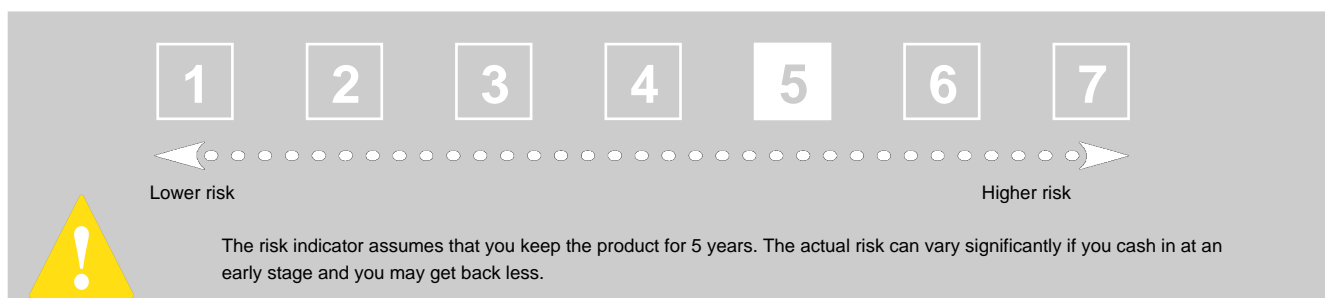 1 2 3 4 5 6 7
Lower risk Higher risk
The risk indicator assumes that you keep the product for 5 years. The actual risk can vary significantly if you cash in at an
early stage and you may get back less.